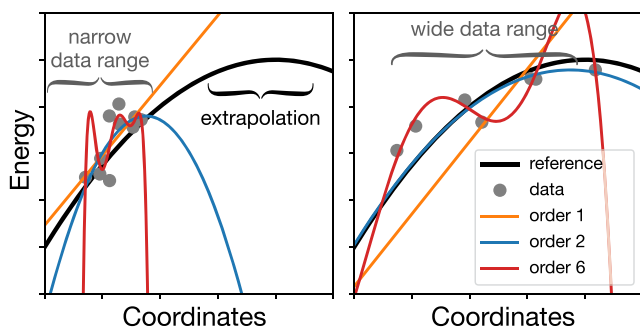 narrow
data range
extrapolation
Energy
Coordinates
wide data range
reference
data
order 1
order 2
order 6
Coordinates